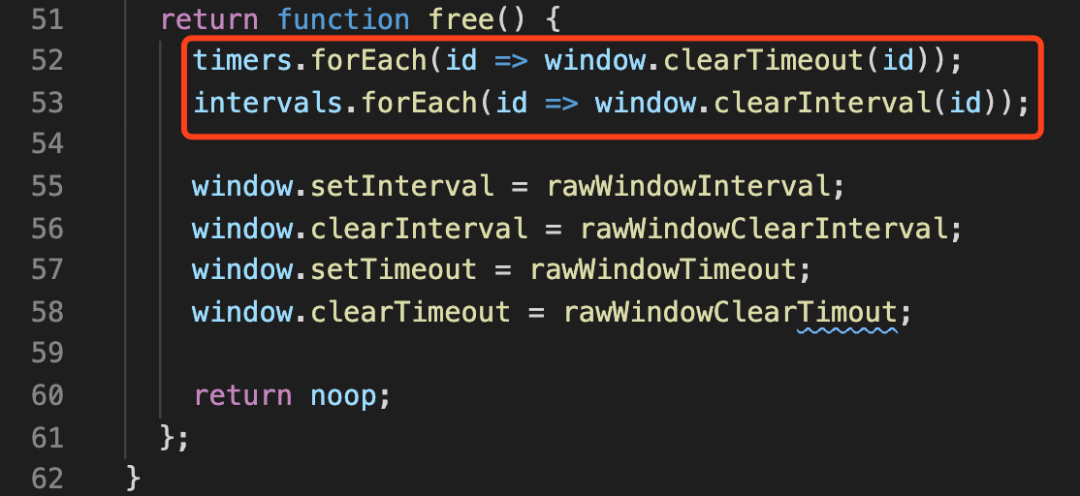 51 return function free() {
52 timers.forEach(id => window.clearTimeout(id));
53 intervals.forEach(id => window.clearInterval(id));
54
55 window.setInterval = rawWindowInterval;
56 window.clearInterval = rawWindowClearInterval;
57 window.setTimeout = rawWindowTimeout;
58 window.clearTimeout = rawWindowClearTimout;
59
60 return noop;
61 };
62 }